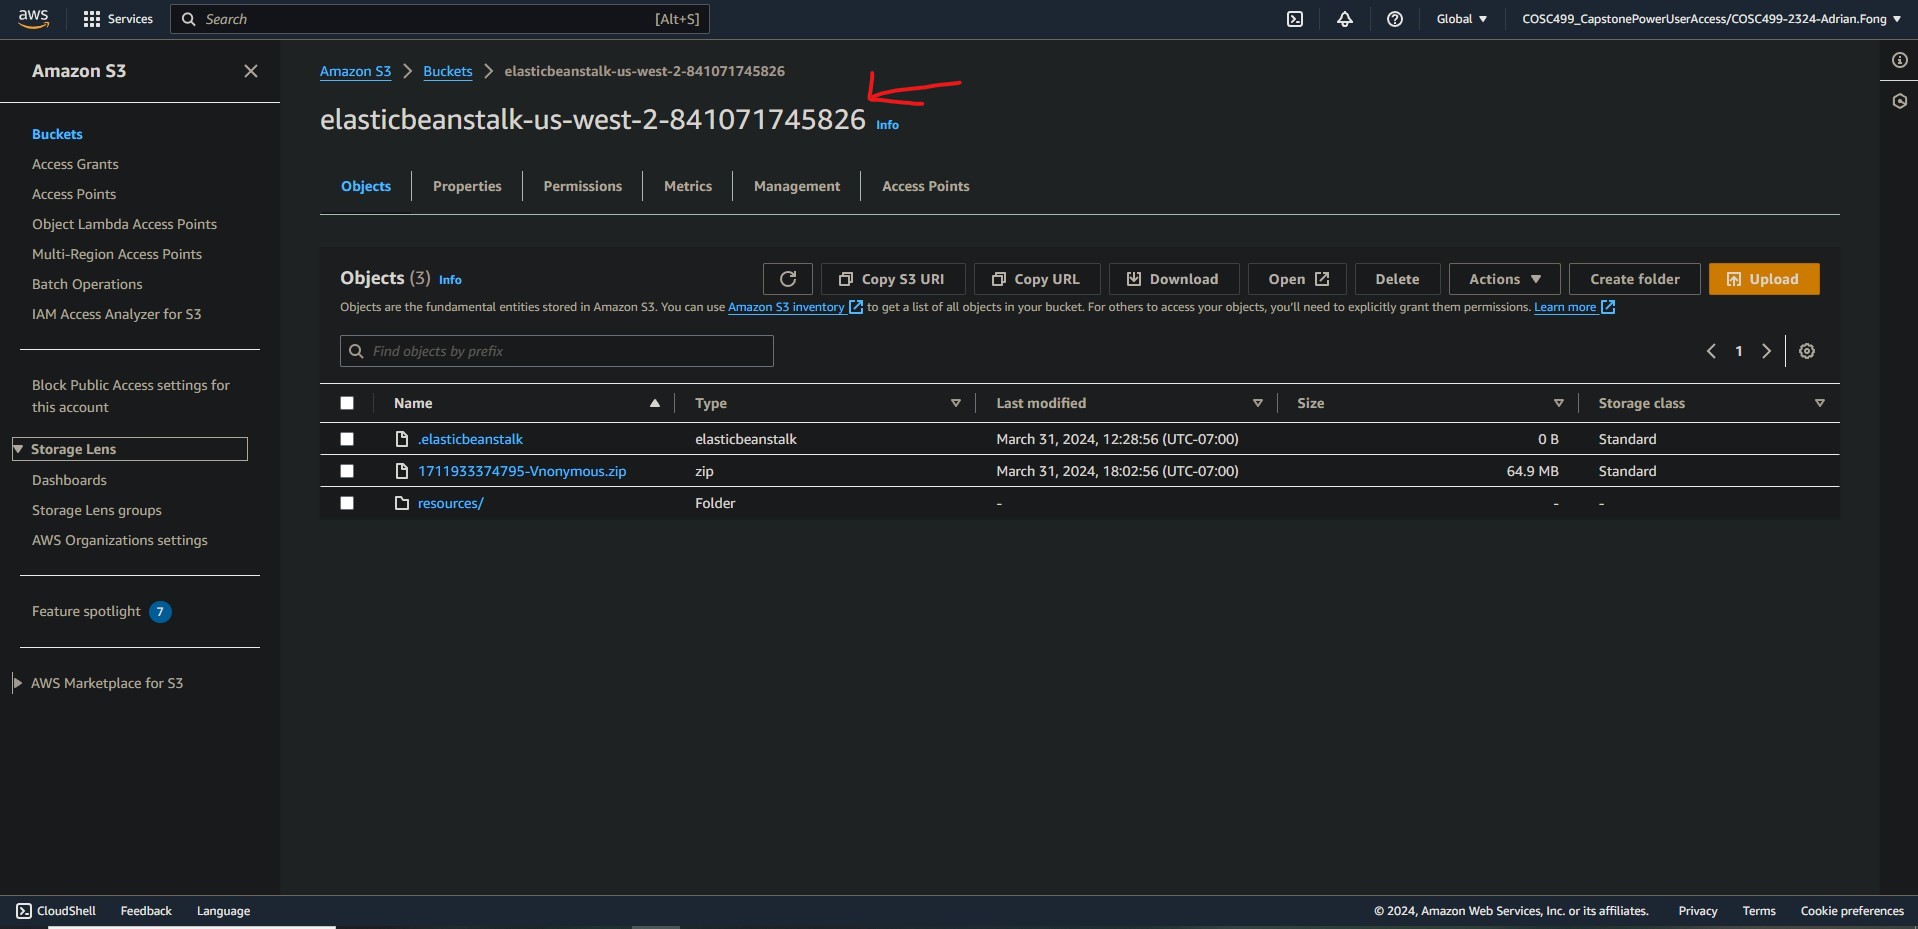 aws Services Search [Alt+S] Global COSC499_CapstonePowerUserAccess/COSC499-2324-Adrian.Fong
Amazon S3
Buckets
Access Grants
Access Points
Object Lambda Access Points
Multi-Region Access Points
Batch Operations
IAM Access Analyzer for S3
Block Public Access settings for
this account
Storage Lens
Dashboards
Storage Lens groups
AWS Organizations settings
Feature spotlight 7
AWS Marketplace for S3
Amazon S3 Buckets elasticbeanstalk-us-west-2-841071745826
elasticbeanstalk-us-west-2-841071745826 Info
Objects Properties Permissions Metrics Management Access Points
Objects (3) Info Copy S3 URI Copy URL Download Open Delete Actions Create folder Upload
Objects are the fundamental entities stored in Amazon S3. You can use Amazon S3 inventory to get a list of all objects in your bucket. For others to access your objects, you'll need to explicitly grant them permissions. Learn more
Find objects by prefix 1
Name Type Last modified Size Storage class
.elasticbeanstalk elasticbeanstalk March 31, 2024, 12:28:56 (UTC-07:00) 0 B Standard
1711933374795-Vnonymous.zip zip March 31, 2024, 18:02:56 (UTC-07:00) 64.9 MB Standard
resources/ Folder - - -
CloudShell Feedback Language © 2024, Amazon Web Services, Inc. or its affiliates. Privacy Terms Cookie preferences